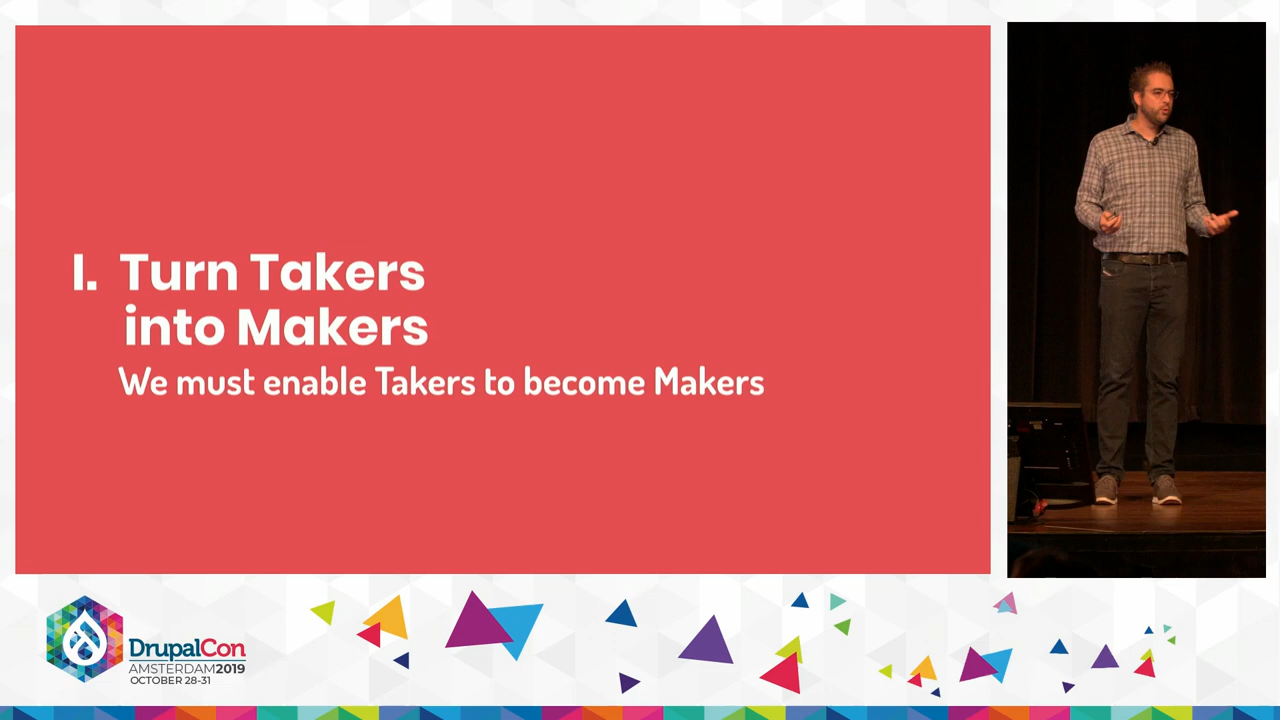 I. Turn Takers
into Makers
We must enable Takers to become Makers
DrupalCon
AMSTERDAM2019
OCTOBER 28-31